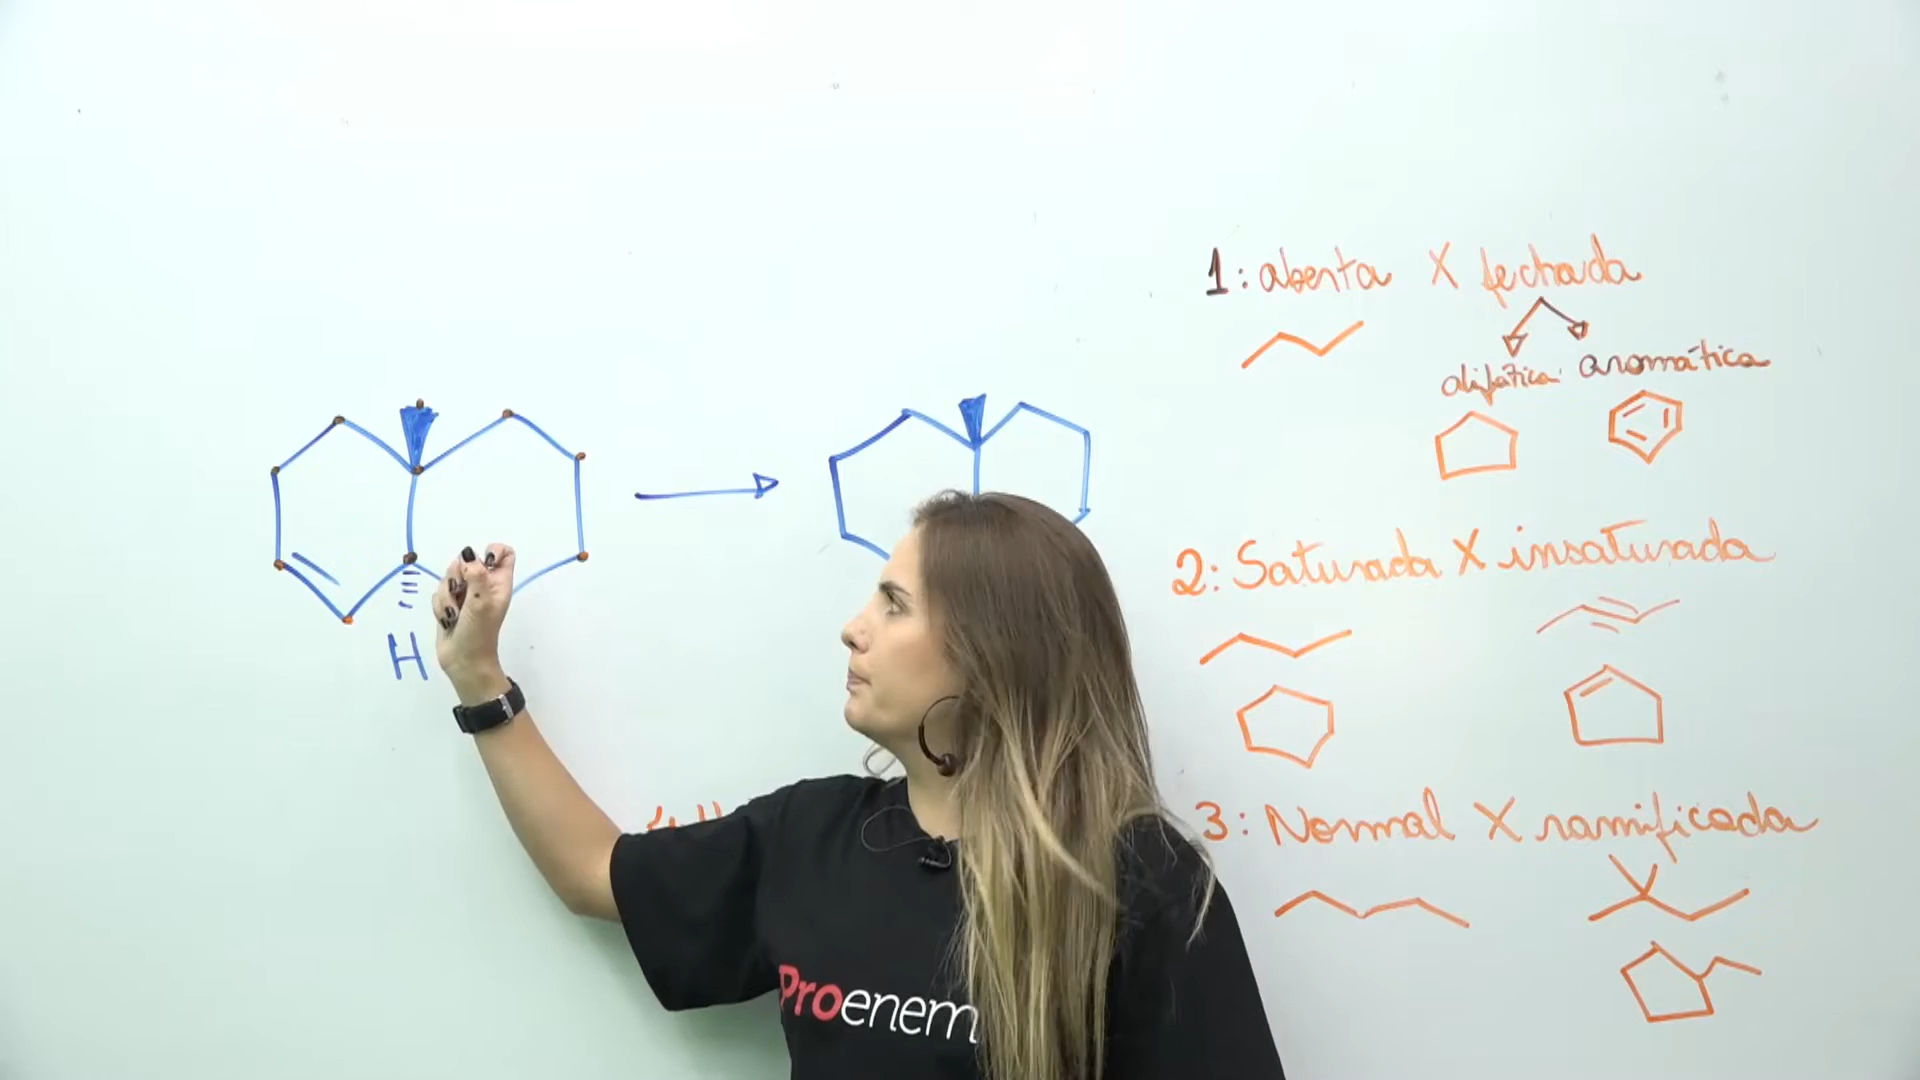 1: aberta X fechada
alifática aromática
2: Saturada X insaturada
3: Normal X ramificada
H
Proenem